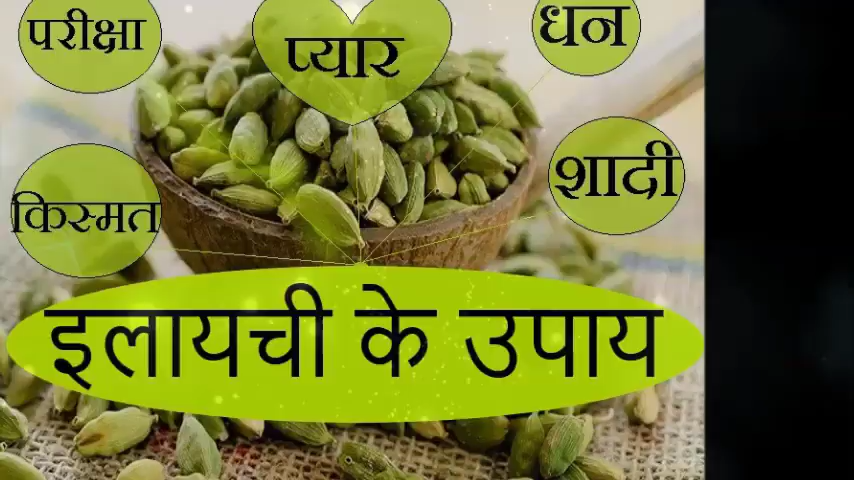 परीक्षा
प्यार
धन
किस्मत
शादी
इलायची के उपाय